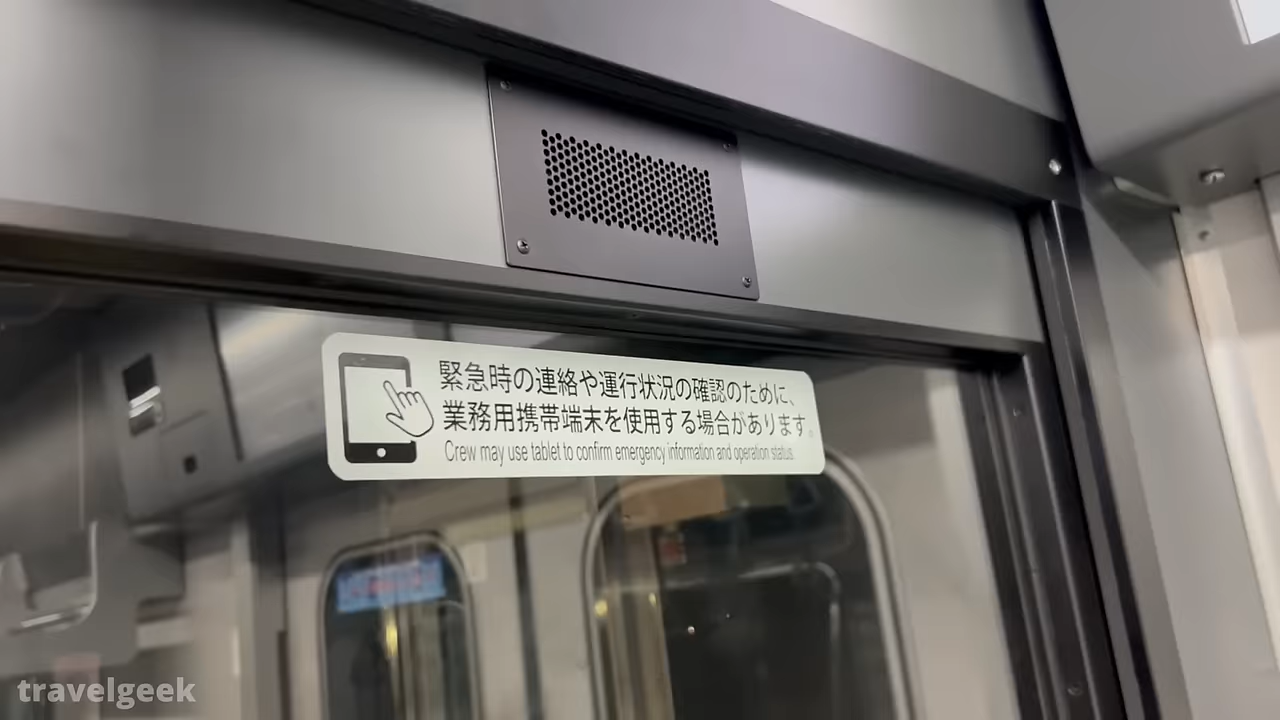 緊急時の連絡や運行状況の確認のために、
業務用携帯端末を使用する場合があります。
Crew may use tablet to confirm emergency information and operation status.
travelgeek